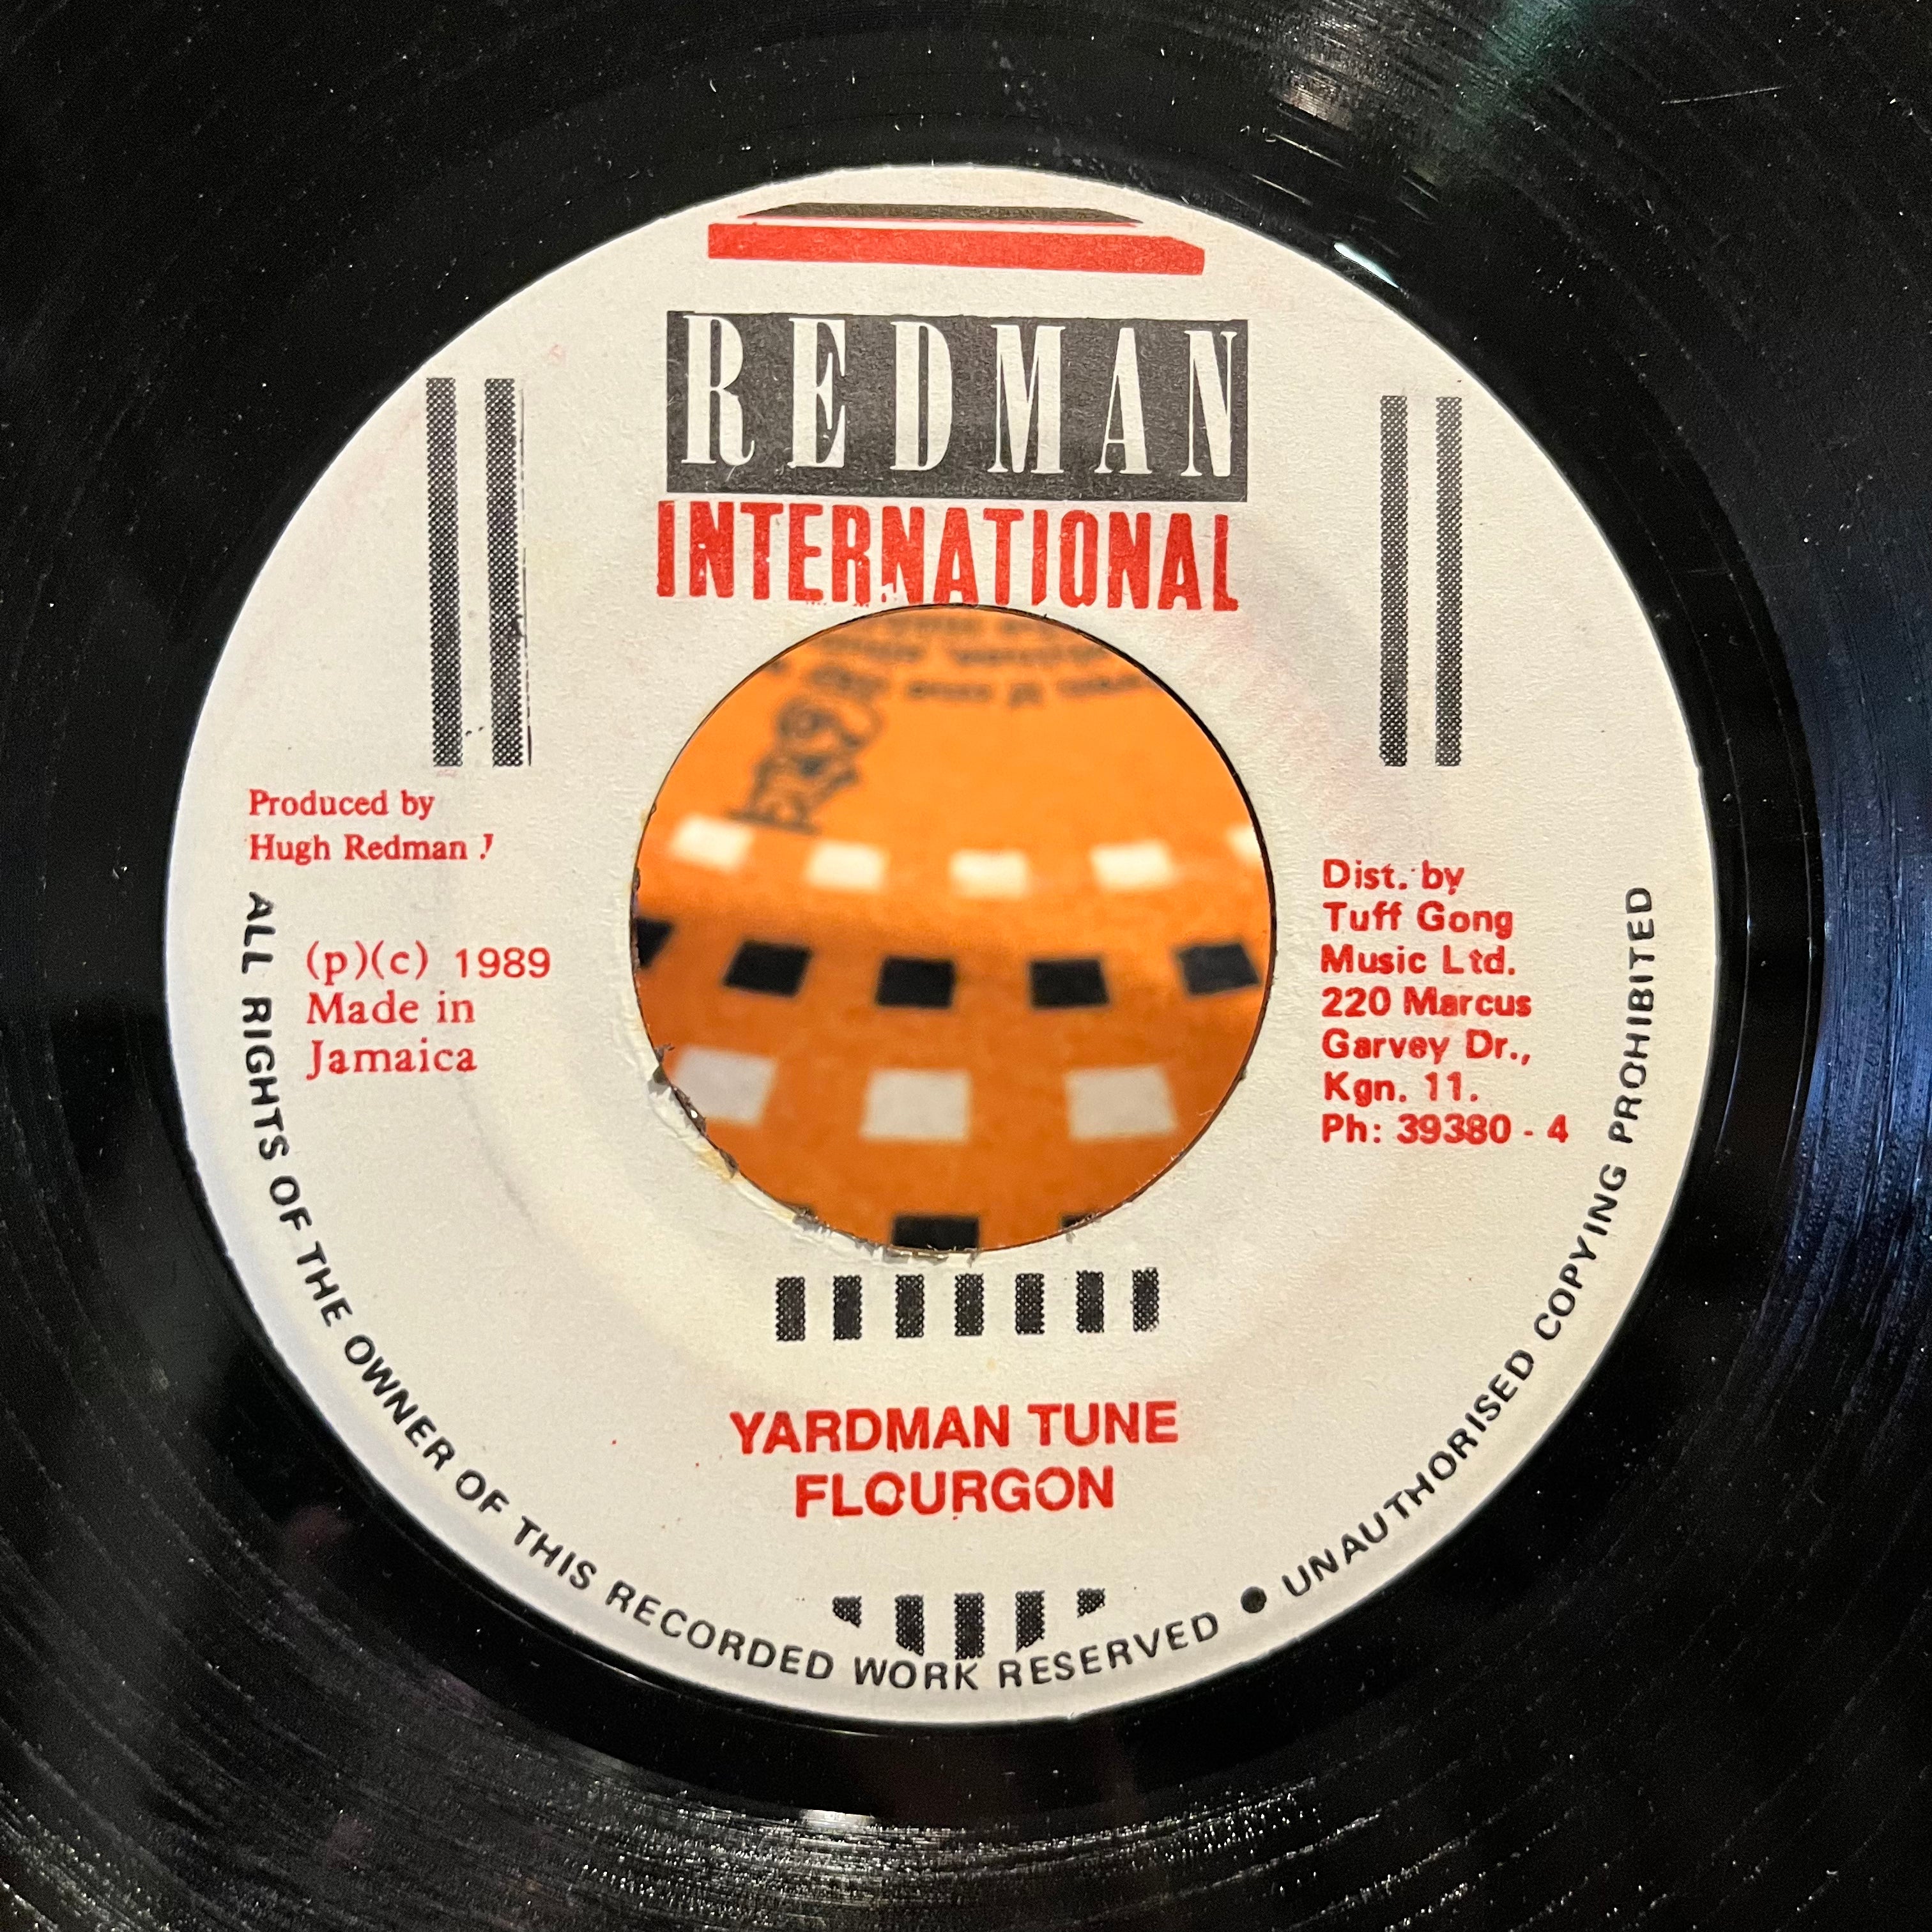 REDMAN
INTERNATIONAL
Produced by
Hugh Redman J
(p)(c) 1989
Made in
Jamaica
Dist. by
Tuff Gong
Music Ltd.
220 Marcus
Garvey Dr.,
Kgn. 11.
Ph: 39380 - 4
YARDMAN TUNE
FLOURGON
ALL RIGHTS OF THE OWNER OF THIS RECORDED WORK RESERVED ● UNAUTHORISED COPYING PROHIBITED